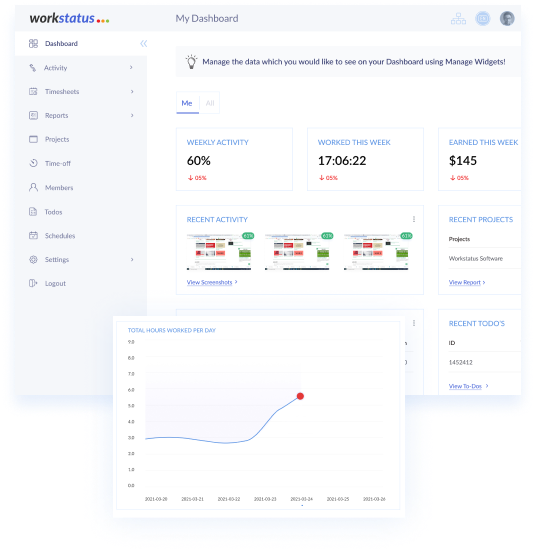 workstatus
My Dashboard
Dashboard
Activity
Timesheets
Reports
Projects
Time-off
Members
Todos
Schedules
Settings
Logout
Manage the data which you would like to see on your Dashboard using Manage Widgets!
Me
All
WEEKLY ACTIVITY
60%
05%
WORKED THIS WEEK
17:06:22
05%
EARNED THIS WEEK
$145
05%
RECENT ACTIVITY
61%
61%
61%
View Screenshots
RECENT PROJECTS
Projects
Workstatus Software
View Report
RECENT TODO'S
ID
1452412
View To-Dos
TOTAL HOURS WORKED PER DAY
9.0
8.0
7.0
6.0
5.0
4.0
3.0
2.0
1.0
0.0
2021-03-20 2021-03-21 2021-03-22 2021-03-23 2021-03-24 2021-03-25 2021-03-26